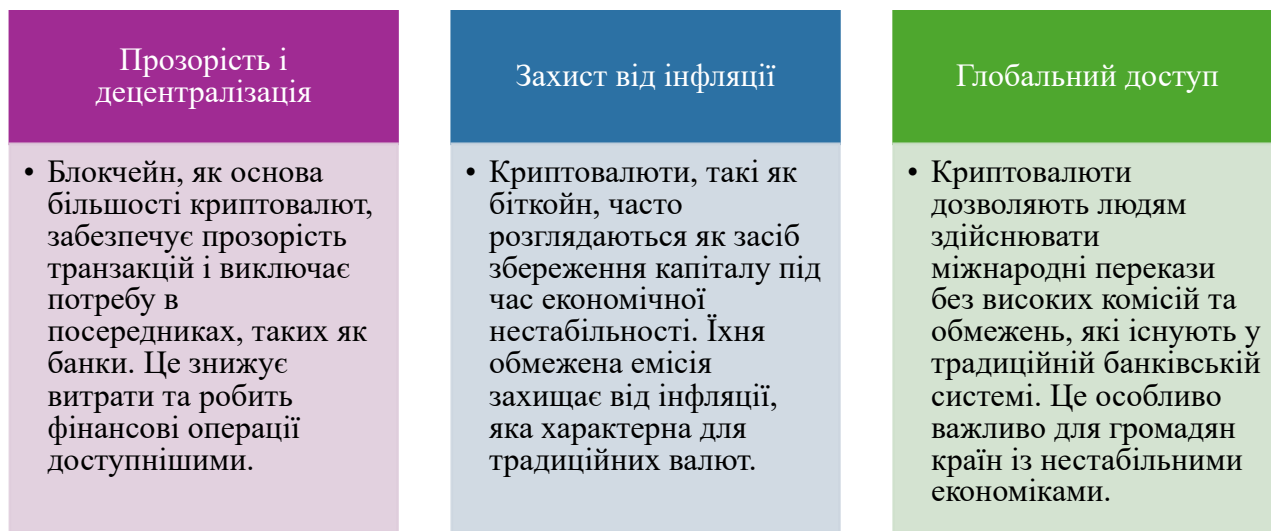 Прозорість і
децентралізація
• Блокчейн, як основа
більшості криптовалют,
забезпечує прозорість
транзакцій і виключає
потребу в
посередниках, таких як
банки. Це знижує
витрати та робить
фінансові операції
доступнішими.
Захист від інфляції
• Криптовалюти, такі як
біткойн, часто
розглядаються як засіб
збереження капіталу під
час економічної
нестабільності. Їхня
обмежена емісія
захищає від інфляції,
яка характерна для
традиційних валют.
Глобальний доступ
• Криптовалюти
дозволяють людям
здійснювати
міжнародні перекази
без високих комісій та
обмежень, які існують у
традиційній банківській
системі. Це особливо
важливо для громадян
країн із нестабільними
економіками.